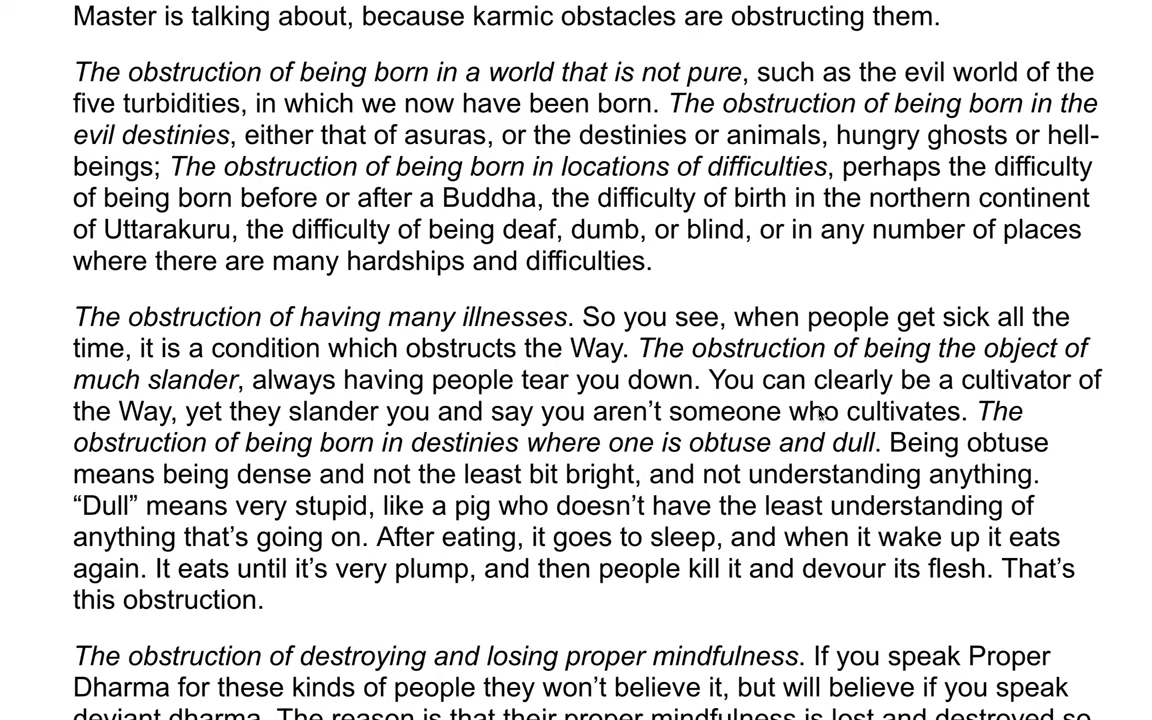 Master is talking about, because karmic obstacles are obstructing them.
The obstruction of being born in a world that is not pure, such as the evil world of the
five turbidities, in which we now have been born. The obstruction of being born in the
evil destinies, either that of asuras, or the destinies or animals, hungry ghosts or hell-
beings; The obstruction of being born in locations of difficulties, perhaps the difficulty
of being born before or after a Buddha, the difficulty of birth in the northern continent
of Uttarakuru, the difficulty of being deaf, dumb, or blind, or in any number of places
where there are many hardships and difficulties.
The obstruction of having many illnesses. So you see, when people get sick all the
time, it is a condition which obstructs the Way. The obstruction of being the object of
much slander, always having people tear you down. You can clearly be a cultivator of
the Way, yet they slander you and say you aren’t someone who cultivates. The
obstruction of being born in destinies where one is obtuse and dull. Being obtuse
means being dense and not the least bit bright, and not understanding anything.
“Dull” means very stupid, like a pig who doesn’t have the least understanding of
anything that’s going on. After eating, it goes to sleep, and when it wake up it eats
again. It eats until it’s very plump, and then people kill it and devour its flesh. That’s
this obstruction.
The obstruction of destroying and losing proper mindfulness. If you speak Proper
Dharma for these kinds of people they won’t believe it, but will believe if you speak
deviant dharma. The reason is that their proper mindfulness is lost and destroyed so